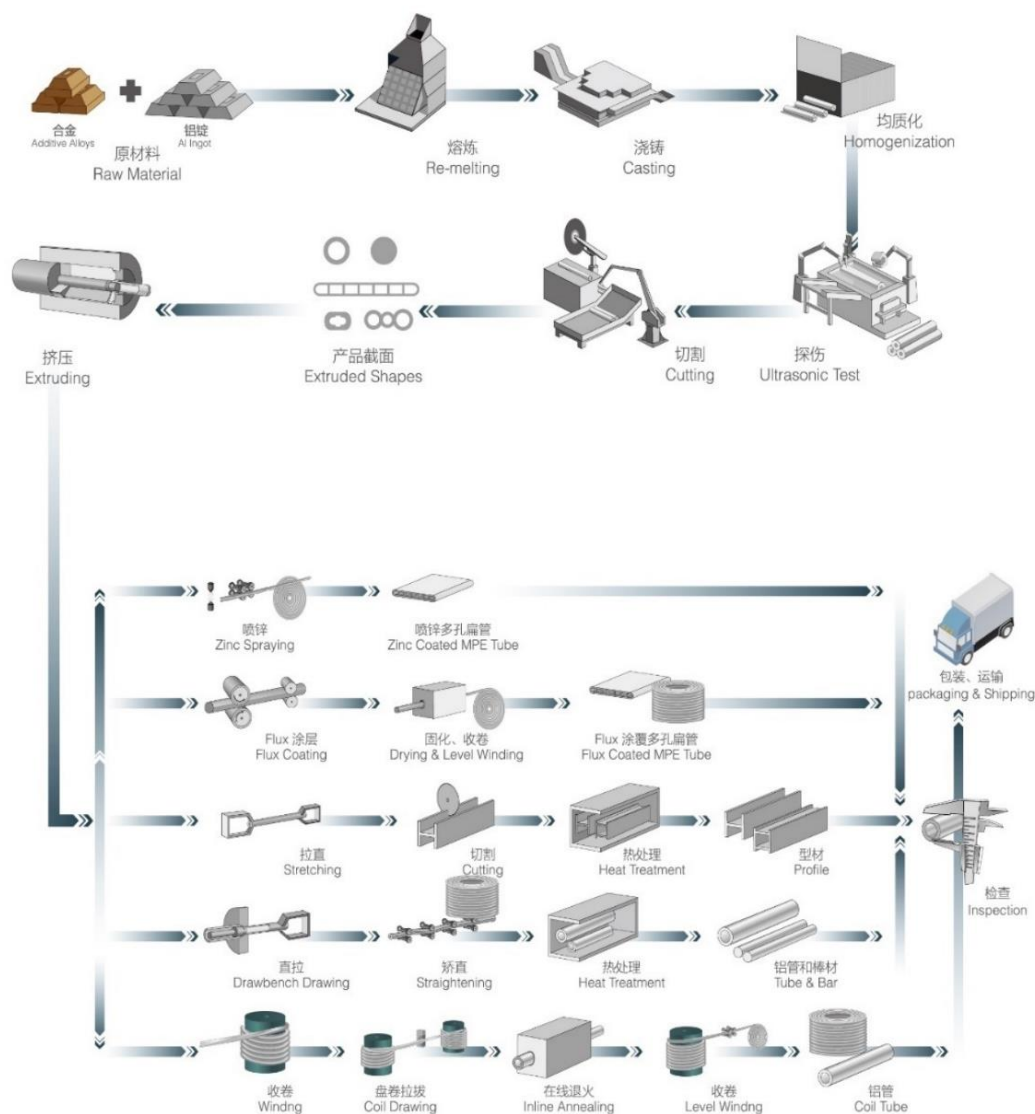 合金
Additive Alloys
铝锭
Al Ingot
原材料
Raw Material
熔炼
Re-melting
浇铸
Casting
均质化
Homogenization
挤压
Extruding
产品截面
Extruded Shapes
切割
Cutting
探伤
Ultrasonic Test
喷锌
Zinc Spraying
喷锌多孔扁管
Zinc Coated MPE Tube
包装、运输
packaging & Shipping
Flux 涂层
Flux Coating
固化、收卷
Drying & Level Winding
Flux 涂覆多孔扁管
Flux Coated MPE Tube
拉直
Stretching
切割
Cutting
热处理
Heat Treatment
型材
Profile
检查
Inspection
直拉
Drawbench Drawing
矫直
Straightening
热处理
Heat Treatment
铝管和棒材
Tube & Bar
收卷
Windng
盘卷拉拔
Coil Drawing
在线退火
Inline Annealing
收卷
Level Windng
铝管
Coil Tube